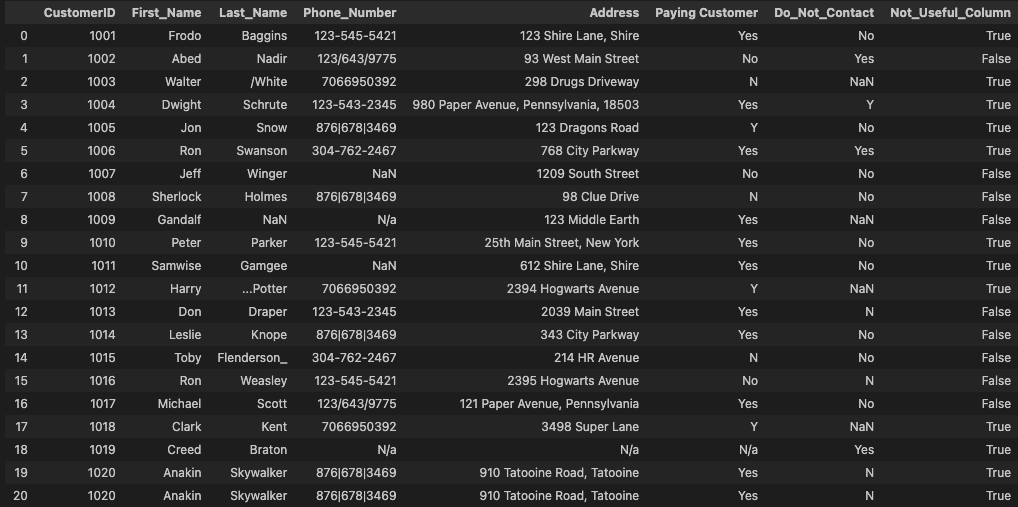 CustomerID First_Name Last_Name Phone_Number Address Paying Customer Do_Not_Contact Not_Useful_Column
0 1001 Frodo Baggins 123-545-5421 123 Shire Lane, Shire Yes No True
1 1002 Abed Nadir 123/643/9775 93 West Main Street No Yes False
2 1003 Walter /White 7066950392 298 Drugs Driveway N NaN True
3 1004 Dwight Schrute 123-543-2345 980 Paper Avenue, Pennsylvania, 18503 Yes Y True
4 1005 Jon Snow 876|678|3469 123 Dragons Road Y No True
5 1006 Ron Swanson 304-762-2467 768 City Parkway Yes Yes True
6 1007 Jeff Winger NaN 1209 South Street No No False
7 1008 Sherlock Holmes 876|678|3469 98 Clue Drive N No False
8 1009 Gandalf NaN N/a 123 Middle Earth Yes NaN False
9 1010 Peter Parker 123-545-5421 25th Main Street, New York Yes No True
10 1011 Samwise Gamgee NaN 612 Shire Lane, Shire Yes No True
11 1012 Harry ...Potter 7066950392 2394 Hogwarts Avenue Y NaN True
12 1013 Don Draper 123-543-2345 2039 Main Street Yes N False
13 1014 Leslie Knope 876|678|3469 343 City Parkway Yes No False
14 1015 Toby Flenderson_ 304-762-2467 214 HR Avenue N No False
15 1016 Ron Weasley 123-545-5421 2395 Hogwarts Avenue No N False
16 1017 Michael Scott 123/643/9775 121 Paper Avenue, Pennsylvania Yes No False
17 1018 Clark Kent 7066950392 3498 Super Lane Y NaN True
18 1019 Creed Braton N/a N/a N/a Yes True
19 1020 Anakin Skywalker 876|678|3469 910 Tatooine Road, Tatooine Yes N True
20 1020 Anakin Skywalker 876|678|3469 910 Tatooine Road, Tatooine Yes N True